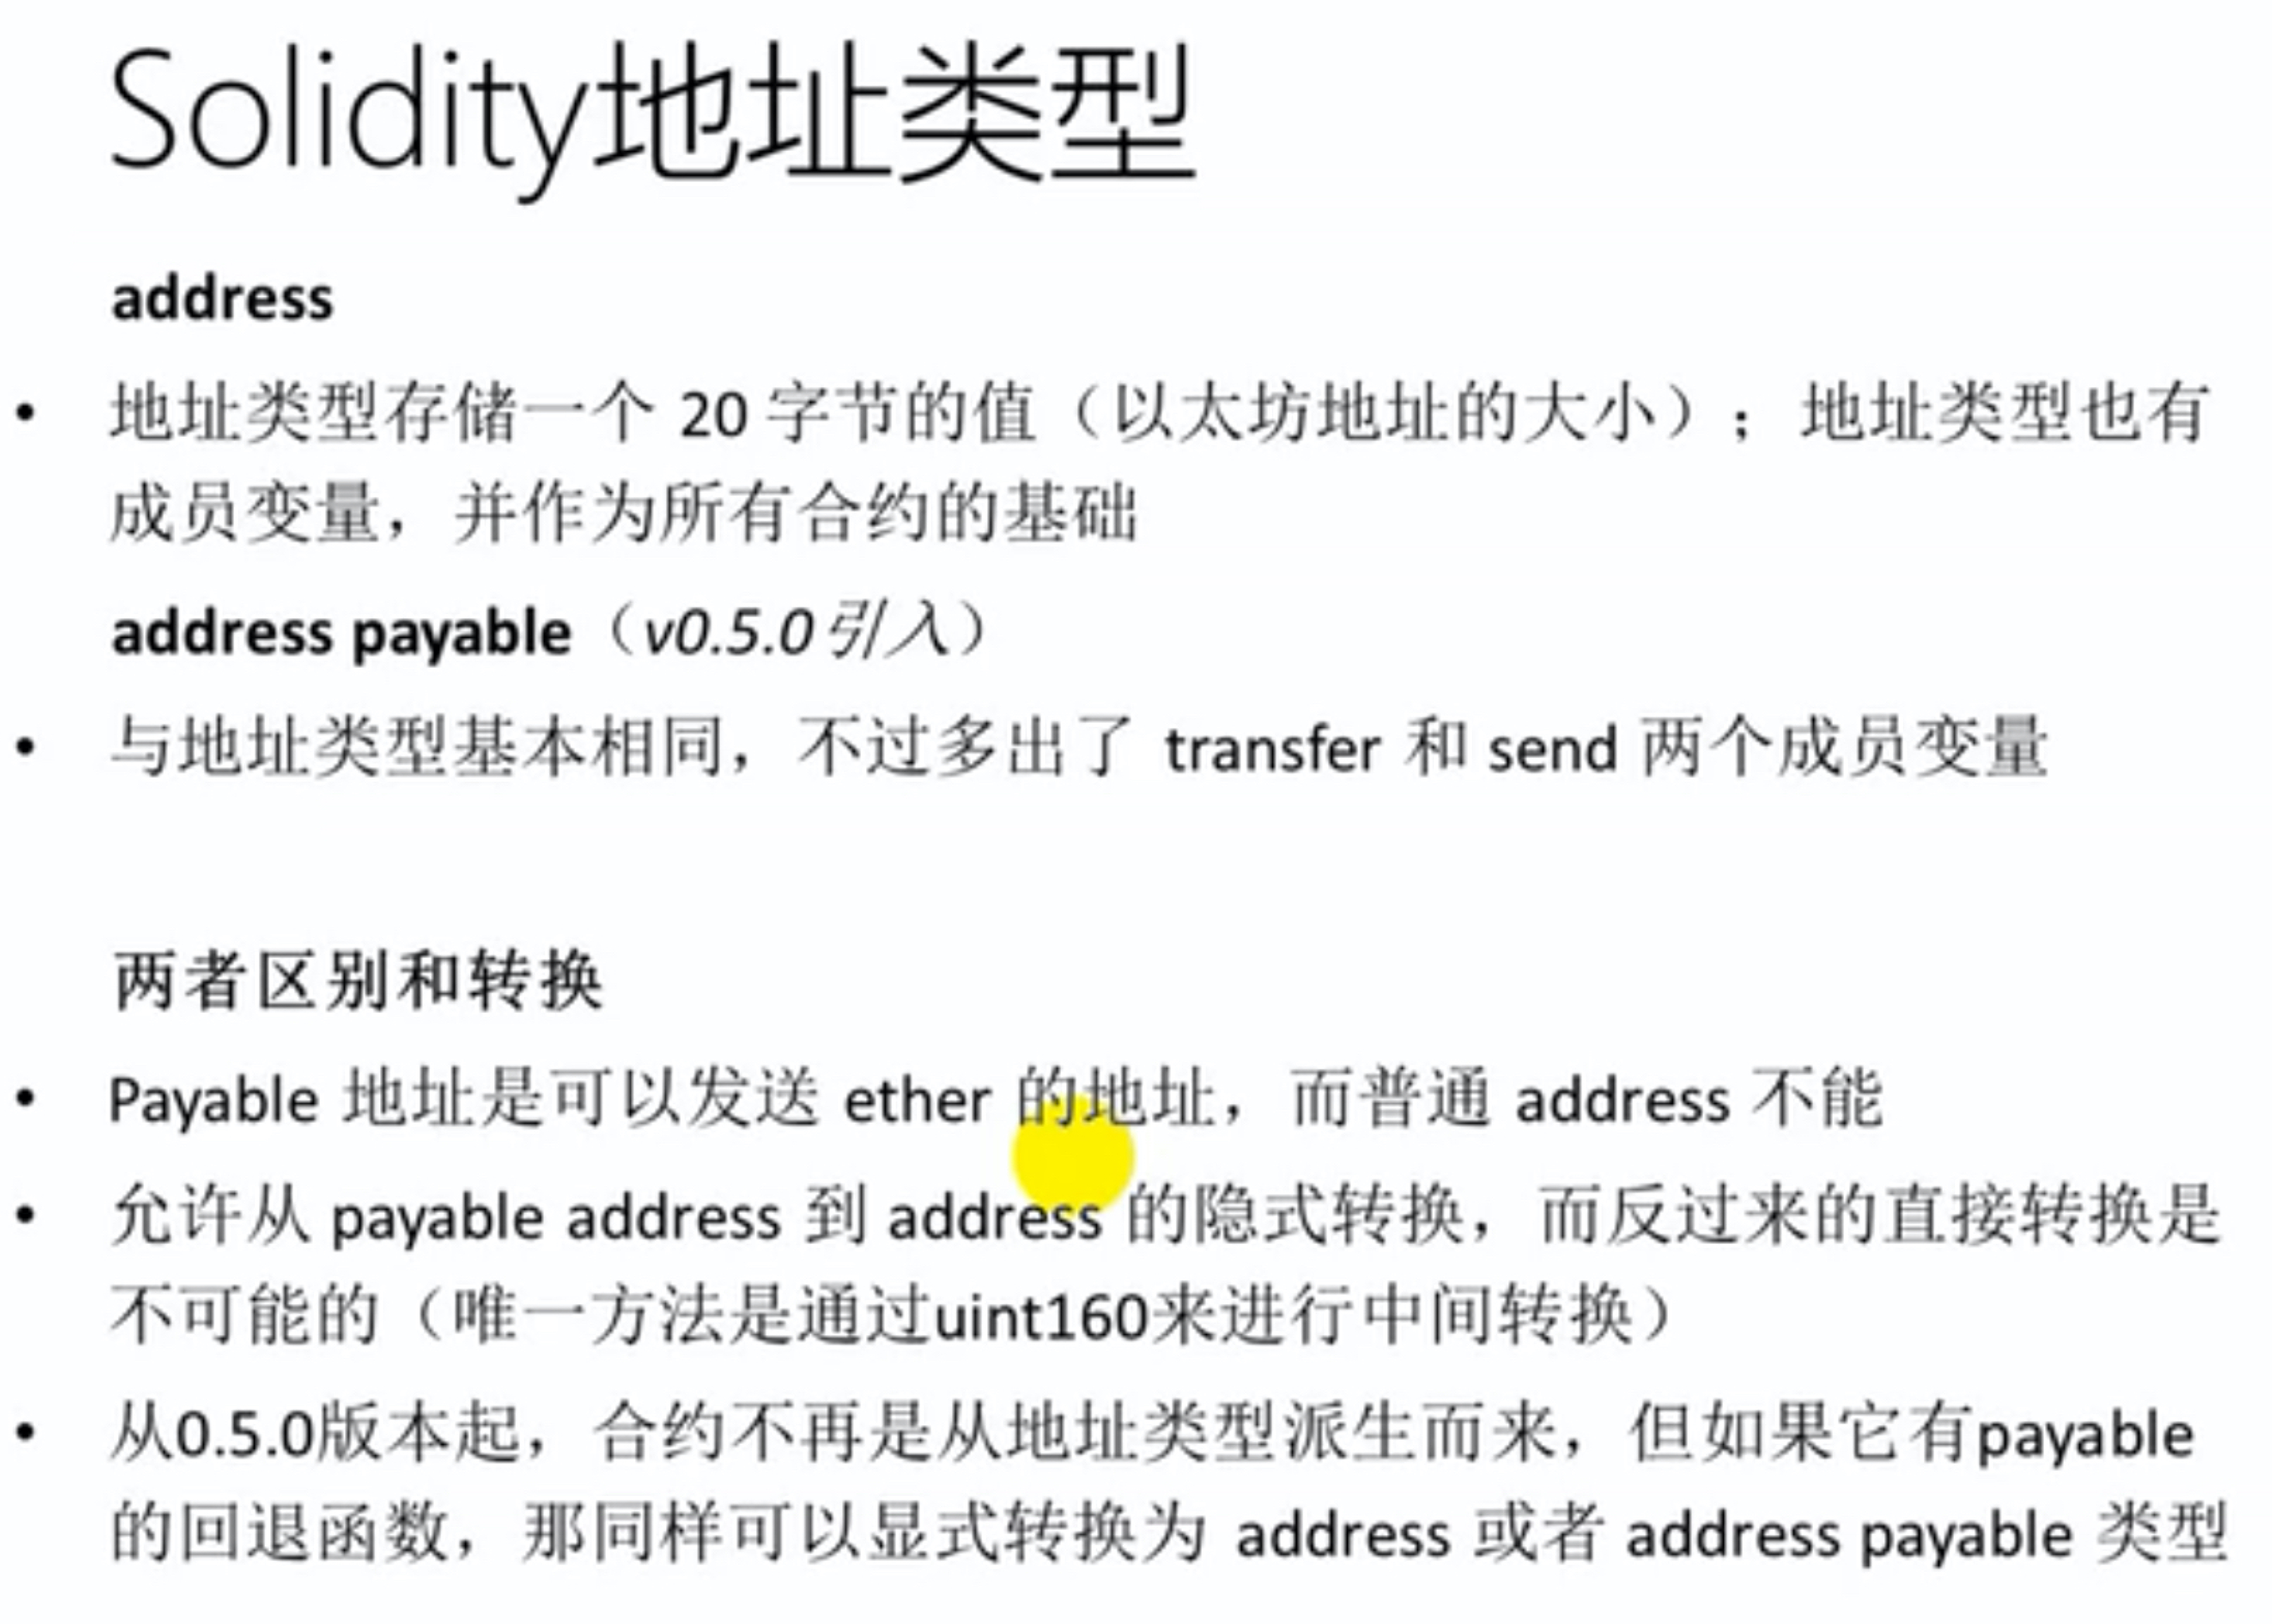 Solidity地址类型
address
• 地址类型存储一个 20 字节的值（以太坊地址的大小）； 地址类型也有
成员变量，并作为所有合约的基础
address payable（v0.5.0引入）
• 与地址类型基本相同，不过多出了 transfer 和 send 两个成员变量
两者区别和转换
• Payable 地址是可以发送 ether 的地址，而普通 address 不能
• 允许从 payable address 到 address 的隐式转换，而反过来的直接转换是
不可能的（唯一方法是通过uint160来进行中间转换）
• 从0.5.0版本起，合约不再是从地址类型派生而来，但如果它有payable
的回退函数，那同样可以显式转换为 address 或者 address payable 类型